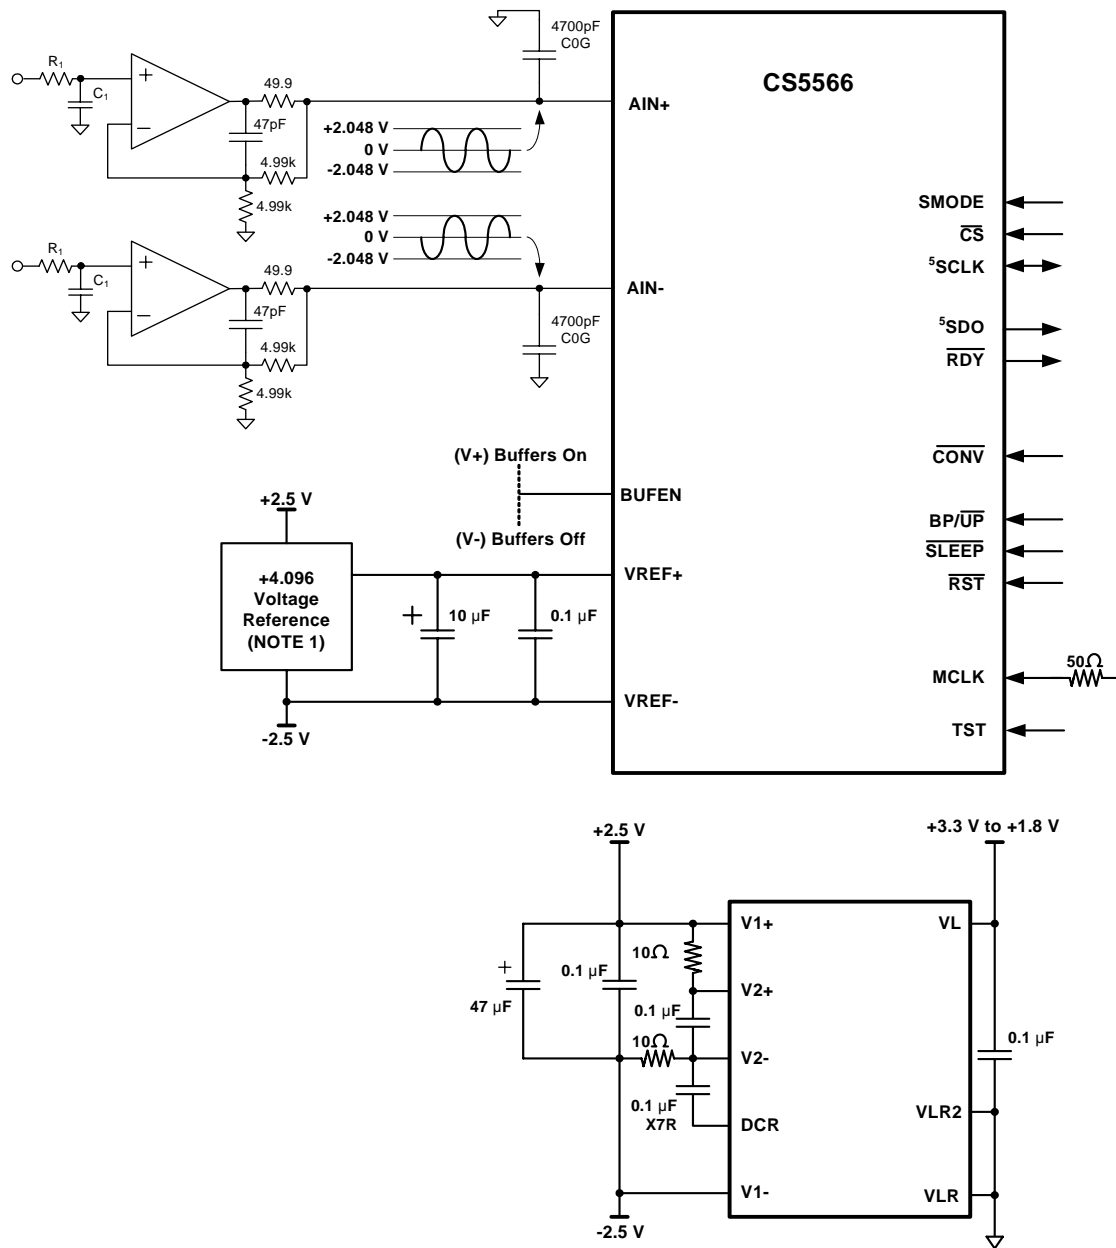 4700pF
C0G
CS5566
R1
C1
49.9
47pF
4.99k
4.99k
AIN+
+2.048 V
0 V
-2.048 V
SMODE
CS
5SCLK
5SDO
RDY
+2.048 V
0 V
-2.048 V
R1
C1
49.9
47pF
4.99k
4.99k
AIN-
4700pF
C0G
CONV
BP/UP
SLEEP
RST
(V+) Buffers On
BUFEN
(V-) Buffers Off
+2.5 V
+4.096
Voltage
Reference
(NOTE 1)
10 µF
0.1 µF
VREF+
VREF-
-2.5 V
50Ω
MCLK
TST
+2.5 V
+3.3 V to +1.8 V
V1+
VL
10Ω
+
47 µF
0.1 µF
V2+
0.1 µF
10Ω
V2-
0.1 µF
0.1 µF
X7R
DCR
VLR2
V1-
VLR
-2.5 V